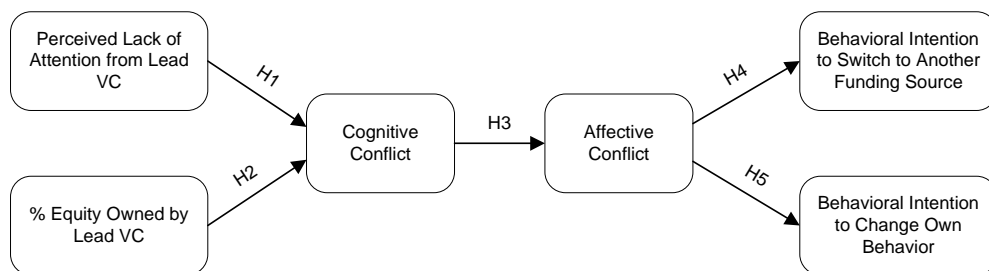 Perceived Lack of
Attention from Lead
VC
H1
% Equity Owned by
Lead VC
H2
Cognitive
Conflict
H3
Affective
Conflict
H4
Behavioral Intention
to Switch to Another
Funding Source
H5
Behavioral Intention
to Change Own
Behavior